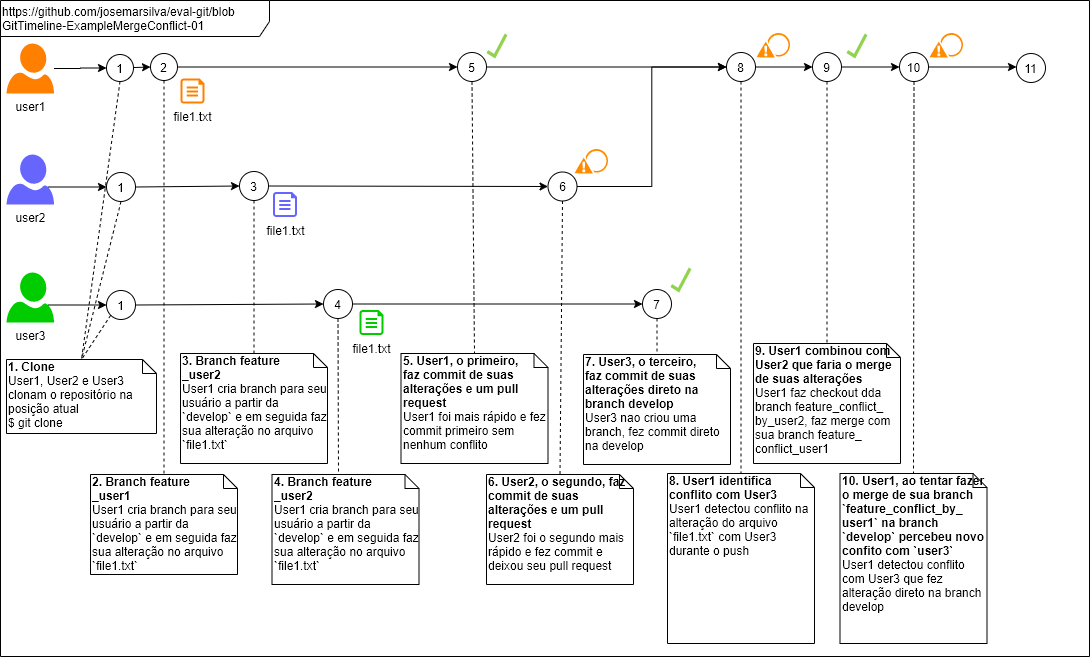 https://github.com/josemarsilva/eval-git/blob
GitTimeline-ExampleMergeConflict-01
user1
1
2
5
8
9
10
11
file1.txt
user2
1
3
6
file1.txt
user3
1
4
7
file1.txt
1. Clone
User1, User2 e User3
clonam o repositório na
posição atual
$ git clone
2. Branch feature
_user1
User1 cria branch para seu
usuário a partir da
`develop` e em seguida faz
sua alteração no arquivo
`file1.txt`
3. Branch feature
_user2
User1 cria branch para seu
usuário a partir da
`develop` e em seguida faz
sua alteração no arquivo
`file1.txt`
4. Branch feature
_user2
User1 cria branch para seu
usuário a partir da
`develop` e em seguida faz
sua alteração no arquivo
`file1.txt`
5. User1, o primeiro,
faz commit de suas
alterações e um pull
request
User1 foi mais rápido e fez
commit primeiro sem
nenhum conflito
6. User2, o segundo, faz
commit de suas
alterações e um pull
request
User2 foi o segundo mais
rápido e fez commit e
deixou seu pull request
7. User3, o terceiro,
faz commit de suas
alterações direto na
branch develop
User3 nao criou uma
branch, fez commit direto
na develop
8. User1 identifica
conflito com User3
User1 detectou conflito na
alteração do arquivo
`file1.txt` com User3
durante o push
9. User1 combinou com
User2 que faria o merge
de suas alterações
User1 faz checkout dda
branch feature_conflict_
by_user2, faz merge com
sua branch feature_
conflict_user1
10. User1, ao tentar fazer
o merge de sua branch
`feature_conflict_by_
user1` na branch
`develop` percebeu novo
confito com `user3`
User1 detectou conflito
com User3 que fez
alteração direto na branch
develop